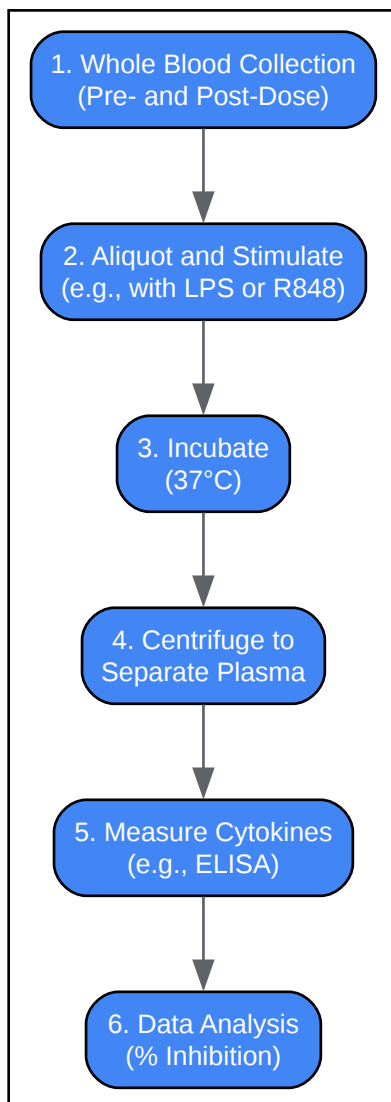 1. Whole Blood Collection
(Pre- and Post-Dose)
2. Aliquot and Stimulate
(e.g., with LPS or R848)
3. Incubate
(37°C)
4. Centrifuge to
Separate Plasma
5. Measure Cytokines
(e.g., ELISA)
6. Data Analysis
(% Inhibition)